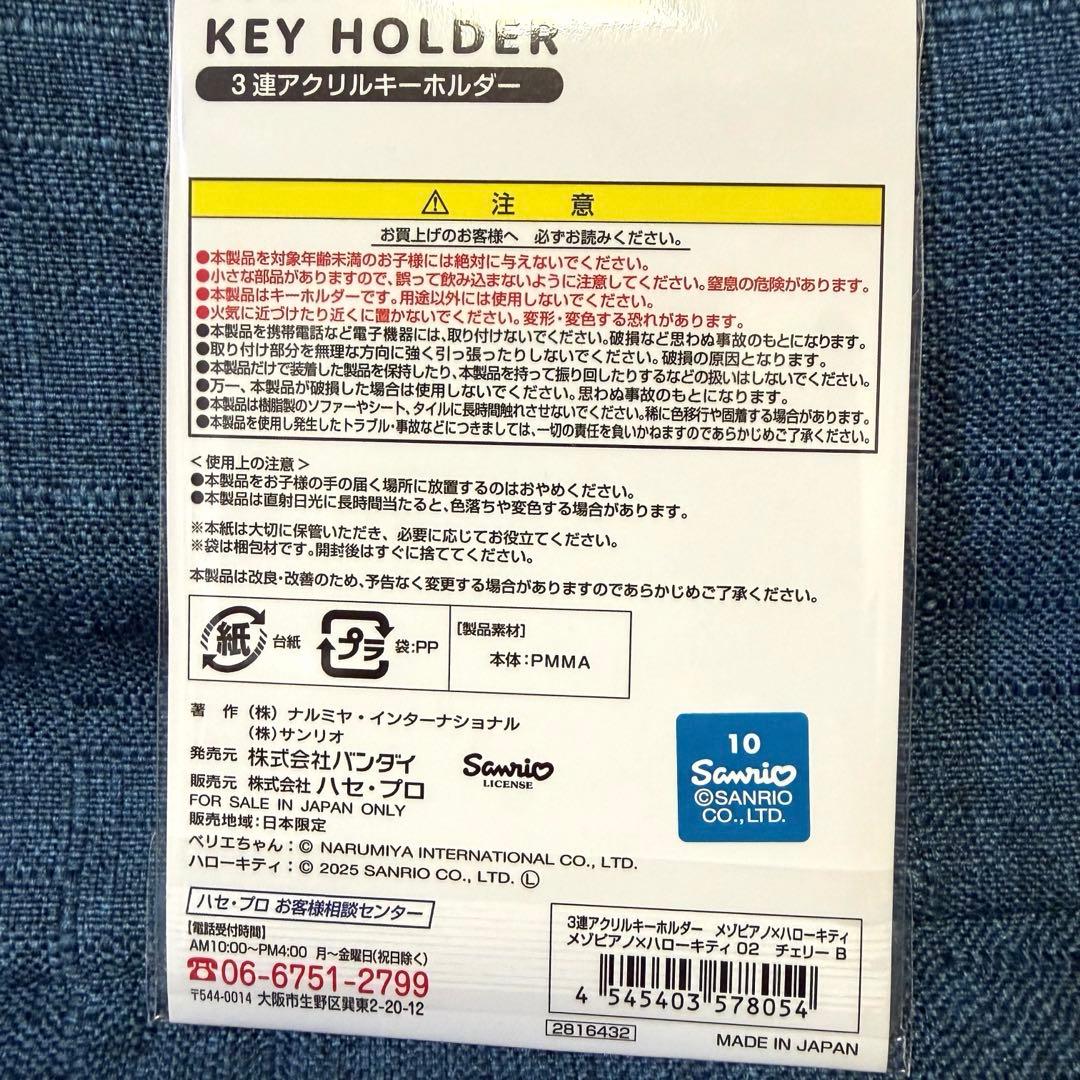 KEY HOLDER
3連アクリルキーホルダー
注 意
お買上げのお客様へ 必ずお読みください。
●本製品を対象年齢未満のお子様には絶対に与えないでください。
●小さな部品がありますので、誤って飲み込まないように注意してください。窒息の危険があります。
●本製品はキーホルダーです。用途以外には使用しないでください。
●火気に近づけたり近くに置かないでください。変形・変色する恐れがあります。
●本製品を携帯電話など電子機器には、取り付けないでください。破損など思わぬ事故のもとになります。
●取り付け部分を無理な方向に強く引っ張ったりしないでください。破損の原因となります。
●本製品だけで装着した製品を保持したり、本製品を持って振り回したりするなどの扱いはしないでください。
●万一、本製品が破損した場合は使用しないでください。思わぬ事故のもとになります。
●本製品は樹脂製のソファーやシート、タイルに長時間触れさせないでください。稀に色移行や固着する場合があります。
●本製品を使用し発生したトラブル・事故などにつきましては、一切の責任を負いかねますのであらかじめご了承ください。
<使用上の注意>
●本製品をお子様の手の届く場所に放置するのはおやめください。
●本製品は直射日光に長時間当たると、色落ちや変色する場合があります。
※本紙は大切に保管いただき、必要に応じてお役立てください。
※袋は梱包材です。開封後はすぐに捨ててください。
本製品は改良・改善のため、予告なく変更する場合がありますのであらかじめご了承ください。
紙 台紙 プラ 袋:PP
[製品素材]
本体:PMMA
著 作 (株)ナルミヤ・インターナショナル
(株)サンリオ
発売元 株式会社バンダイ
販売元 株式会社ハセ・プロ
FOR SALE IN JAPAN ONLY
販売地域:日本限定
Sanrio
LICENSE
10
Sanrio
©SANRIO
CO.,LTD.
ベリエちゃん:© NARUMIYA INTERNATIONAL CO., LTD.
ハローキティ:© 2025 SANRIO CO., LTD. Ⓛ
ハセ・プロ お客様相談センター
【電話受付時間】
AM10:00~PM4:00 月~金曜日(祝日除く)
☎06-6751-2799
〒544-0014 大阪市生野区巽東2-20-12
3連アクリルキーホルダー メゾピアノ×ハローキティ
メゾピアノ×ハローキティ 02 チェリー B
4 545403 578054
2816432
MADE IN JAPAN